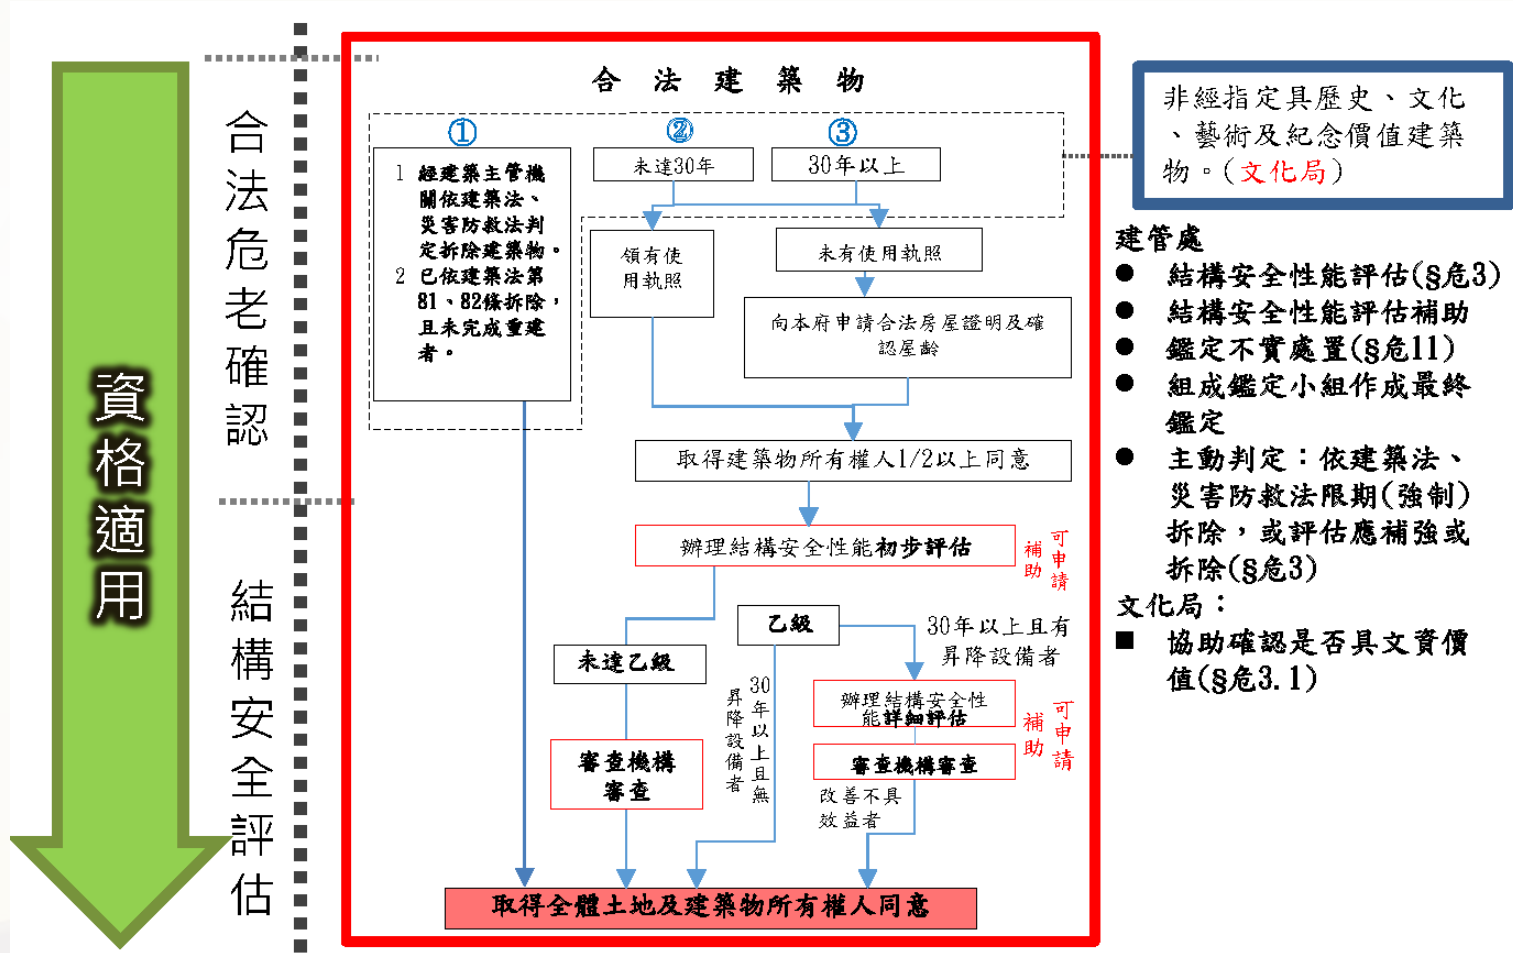 資格適用
合法危老確認
結構安全評估
合法建築物
①
②
③
1 經建築主管機
關依建築法、
災害防救法判
定拆除建築物。
2 已依建築法第
81、82條拆除，
且未完成重建
者。
未達30年
30年以上
領有使
用執照
未有使用執照
向本府申請合法房屋證明及確
認屋齡
取得建築物所有權人1/2以上同意
辦理結構安全性能初步評估
可申請
補助
未達乙級
乙級
30年以上且有
昇降設備者
30年以上且無
昇降設備者
辦理結構安全性
能詳細評估
可申請
補助
審查機構
審查
審查機構審查
改善不具
效益者
取得全體土地及建築物所有權人同意
非經指定具歷史、文化
、藝術及紀念價值建築
物。(文化局)
建管處
● 結構安全性能評估(§危3)
● 結構安全性能評估補助
● 鑑定不實處置(§危11)
● 組成鑑定小組作成最終
鑑定
● 主動判定：依建築法、
災害防救法限期(強制)
拆除，或評估應補強或
拆除(§危3)
文化局：
■ 協助確認是否具文資價
值(§危3.1)